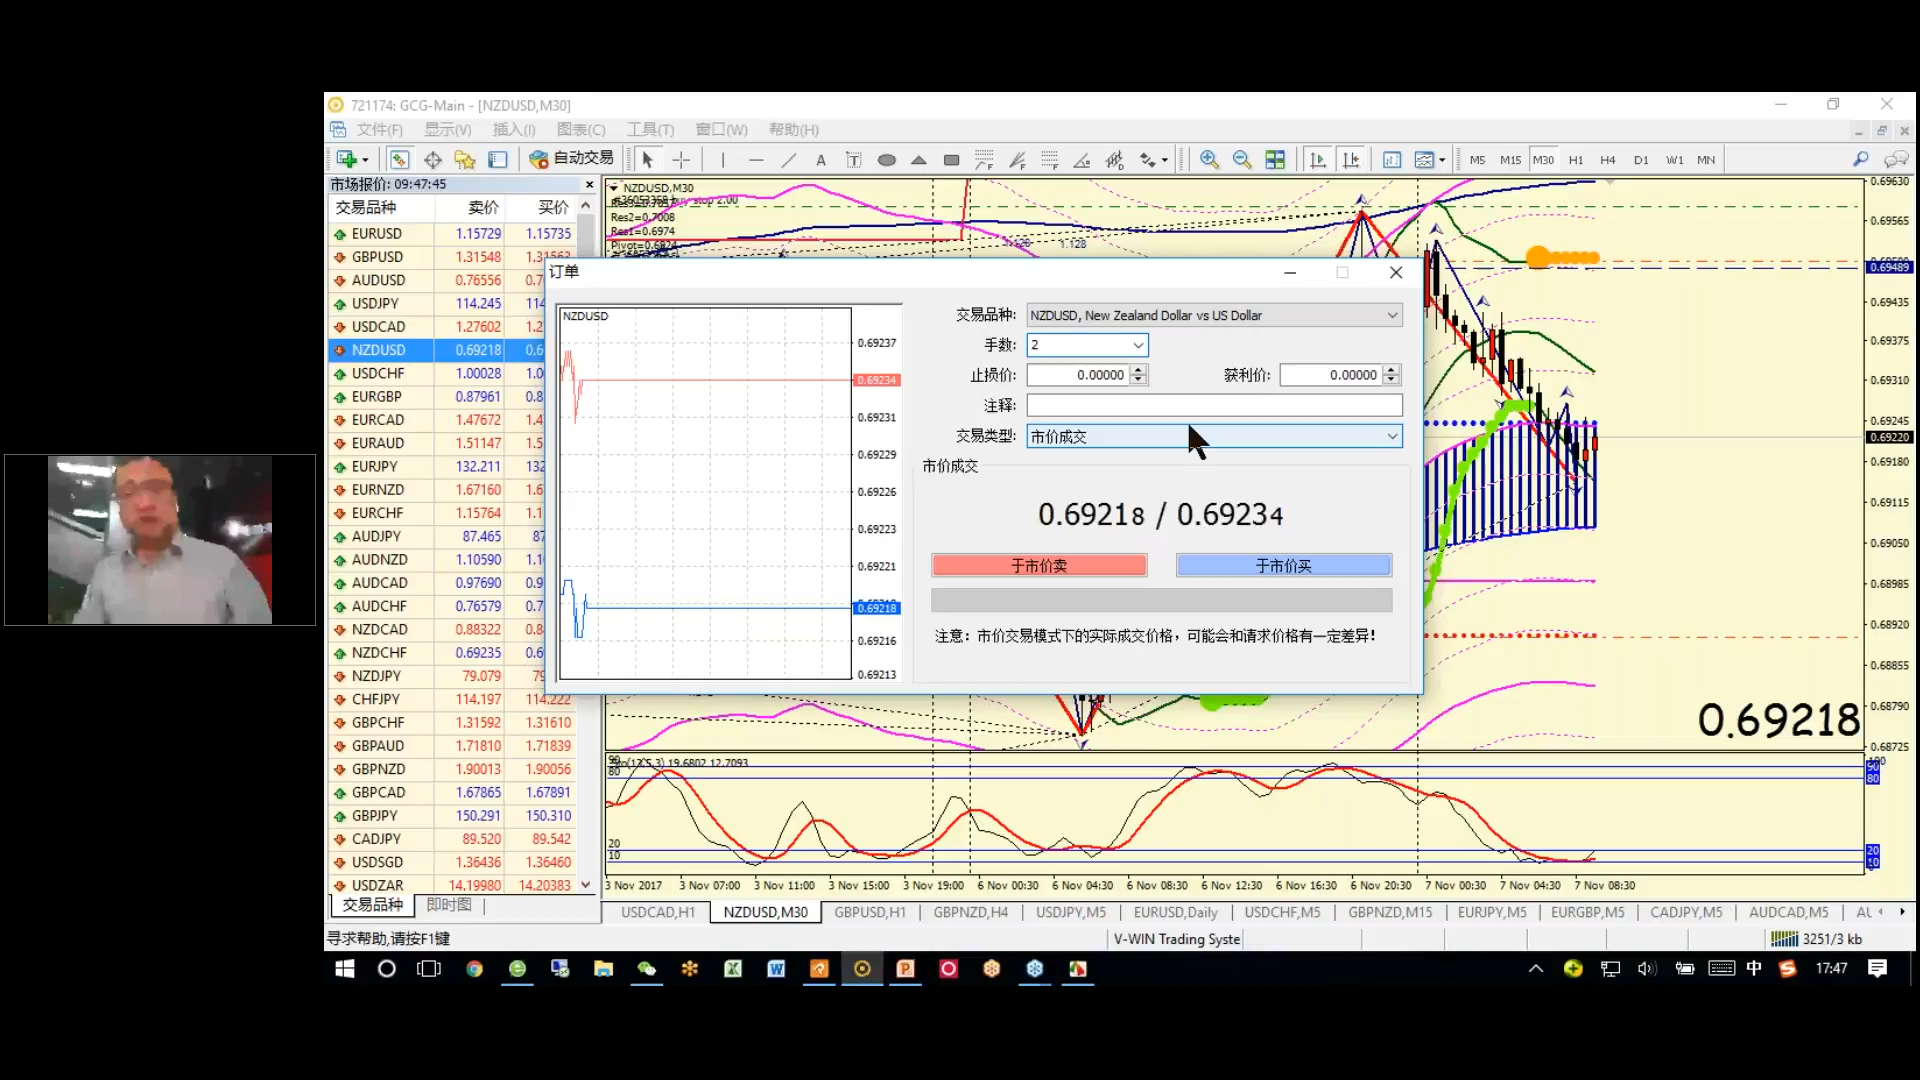 721174: GCG-Main - [NZDUSD,M30]
文件(F) 显示(V) 插入(I) 图表(C) 工具(T) 窗口(W) 帮助(H)
自动交易 A T M5 M15 M30 H1 H4 D1 W1 MN
市场报价: 09:47:45
交易品种 卖价 买价
EURUSD 1.15729 1.15735
GBPUSD 1.31548
AUDUSD 0.76556
USDJPY 114.245
USDCAD 1.27602
NZDUSD 0.69218
USDCHF 1.00028
EURGBP 0.87961
EURCAD 1.47672
EURAUD 1.51147
EURJPY 132.211
EURNZD 1.67160
EURCHF 1.15764
AUDJPY 87.465
AUDNZD 1.10590
AUDCAD 0.97690
AUDCHF 0.76579
NZDCAD 0.88322
NZDCHF 0.69235
NZDJPY 79.079
CHFJPY 114.197 114.222
GBPCHF 1.31592 1.31610
GBPAUD 1.71810 1.71839
GBPNZD 1.90013 1.90056
GBPCAD 1.67865 1.67891
GBPJPY 150.291 150.310
CADJPY 89.520 89.542
USDSGD 1.36436 1.36460
USDZAR 14.19980 14.20383
交易品种 即时图
NZDUSD,M30
Res2=0.7008
Res1=0.6974
1.128
订单
NZDUSD
0.69237
0.69234
0.69231
0.69229
0.69226
0.69223
0.69221
0.69218
0.69216
0.69213
交易品种: NZDUSD, New Zealand Dollar vs US Dollar
手数: 2
止损价: 0.00000 获利价: 0.00000
注释:
交易类型: 市价成交
市价成交
0.69218 / 0.69234
于市价卖 于市价买
注意：市价交易模式下的实际成交价格，可能会和请求价格有一定差异!
0.69630
0.69565
0.69489
0.69435
0.69375
0.69310
0.69245
0.69220
0.69180
0.69115
0.69050
0.68985
0.68920
0.68855
0.68790
0.68725
0.69218
19.6802 12.7093
80
20
10
100
90
80
20
10
3 Nov 2017 3 Nov 07:00 3 Nov 11:00 3 Nov 15:00 3 Nov 19:00 6 Nov 00:30 6 Nov 04:30 6 Nov 08:30 6 Nov 12:30 6 Nov 16:30 6 Nov 20:30 7 Nov 00:30 7 Nov 04:30 7 Nov 08:30
USDCAD,H1 NZDUSD,M30 GBPUSD,H1 GBPNZD,H4 USDJPY,M5 EURUSD,Daily USDCHF,M5 GBPNZD,M15 EURJPY,M5 EURGBP,M5 CADJPY,M5 AUDCAD,M5
寻求帮助,请按F1键 V-WIN Trading Syste 3251/3 kb
中 17:47